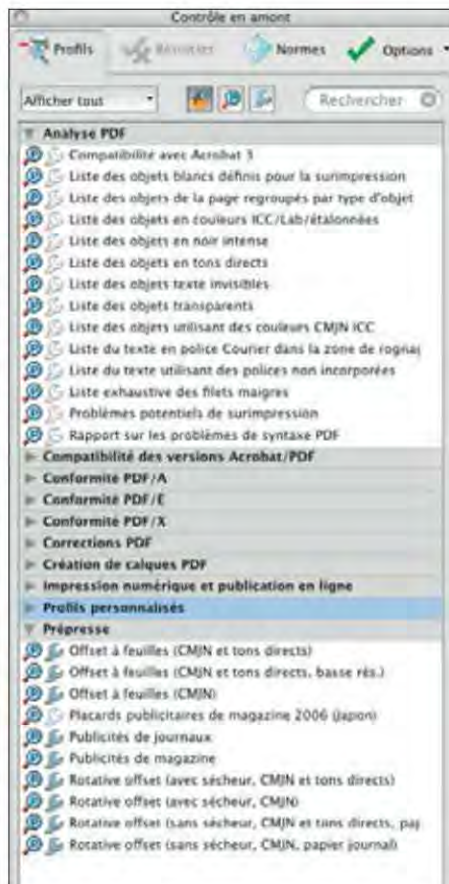 Contrôle en amont
Profils Résultats Normes Options
Afficher tout Rechercher
Analyse PDF
Compatibilité avec Acrobat 3
Liste des objets blancs définis pour la surimpression
Liste des objets de la page regroupés par type d'objet
Liste des objets en couleurs ICC/Lab/étalonnées
Liste des objets en noir intense
Liste des objets en tons directs
Liste des objets texte invisibles
Liste des objets transparents
Liste des objets utilisant des couleurs CMJN ICC
Liste du texte en police Courier dans la zone de rognag
Liste du texte utilisant des polices non incorporées
Liste exhaustive des filets maigres
Problèmes potentiels de surimpression
Rapport sur les problèmes de syntaxe PDF
Compatibilité des versions Acrobat/PDF
Conformité PDF/A
Conformité PDF/E
Conformité PDF/X
Corrections PDF
Création de calques PDF
Impression numérique et publication en ligne
Profils personnalisés
Prépresse
Offset à feuilles (CMJN et tons directs)
Offset à feuilles (CMJN et tons directs, basse rés.)
Offset à feuilles (CMJN)
Placards publicitaires de magazine 2006 (Japon)
Publicités de journaux
Publicités de magazine
Rotative offset (avec sécheur, CMJN et tons directs)
Rotative offset (avec sécheur, CMJN)
Rotative offset (sans sécheur, CMJN et tons directs, pap
Rotative offset (sans sécheur, CMJN, papier journal)